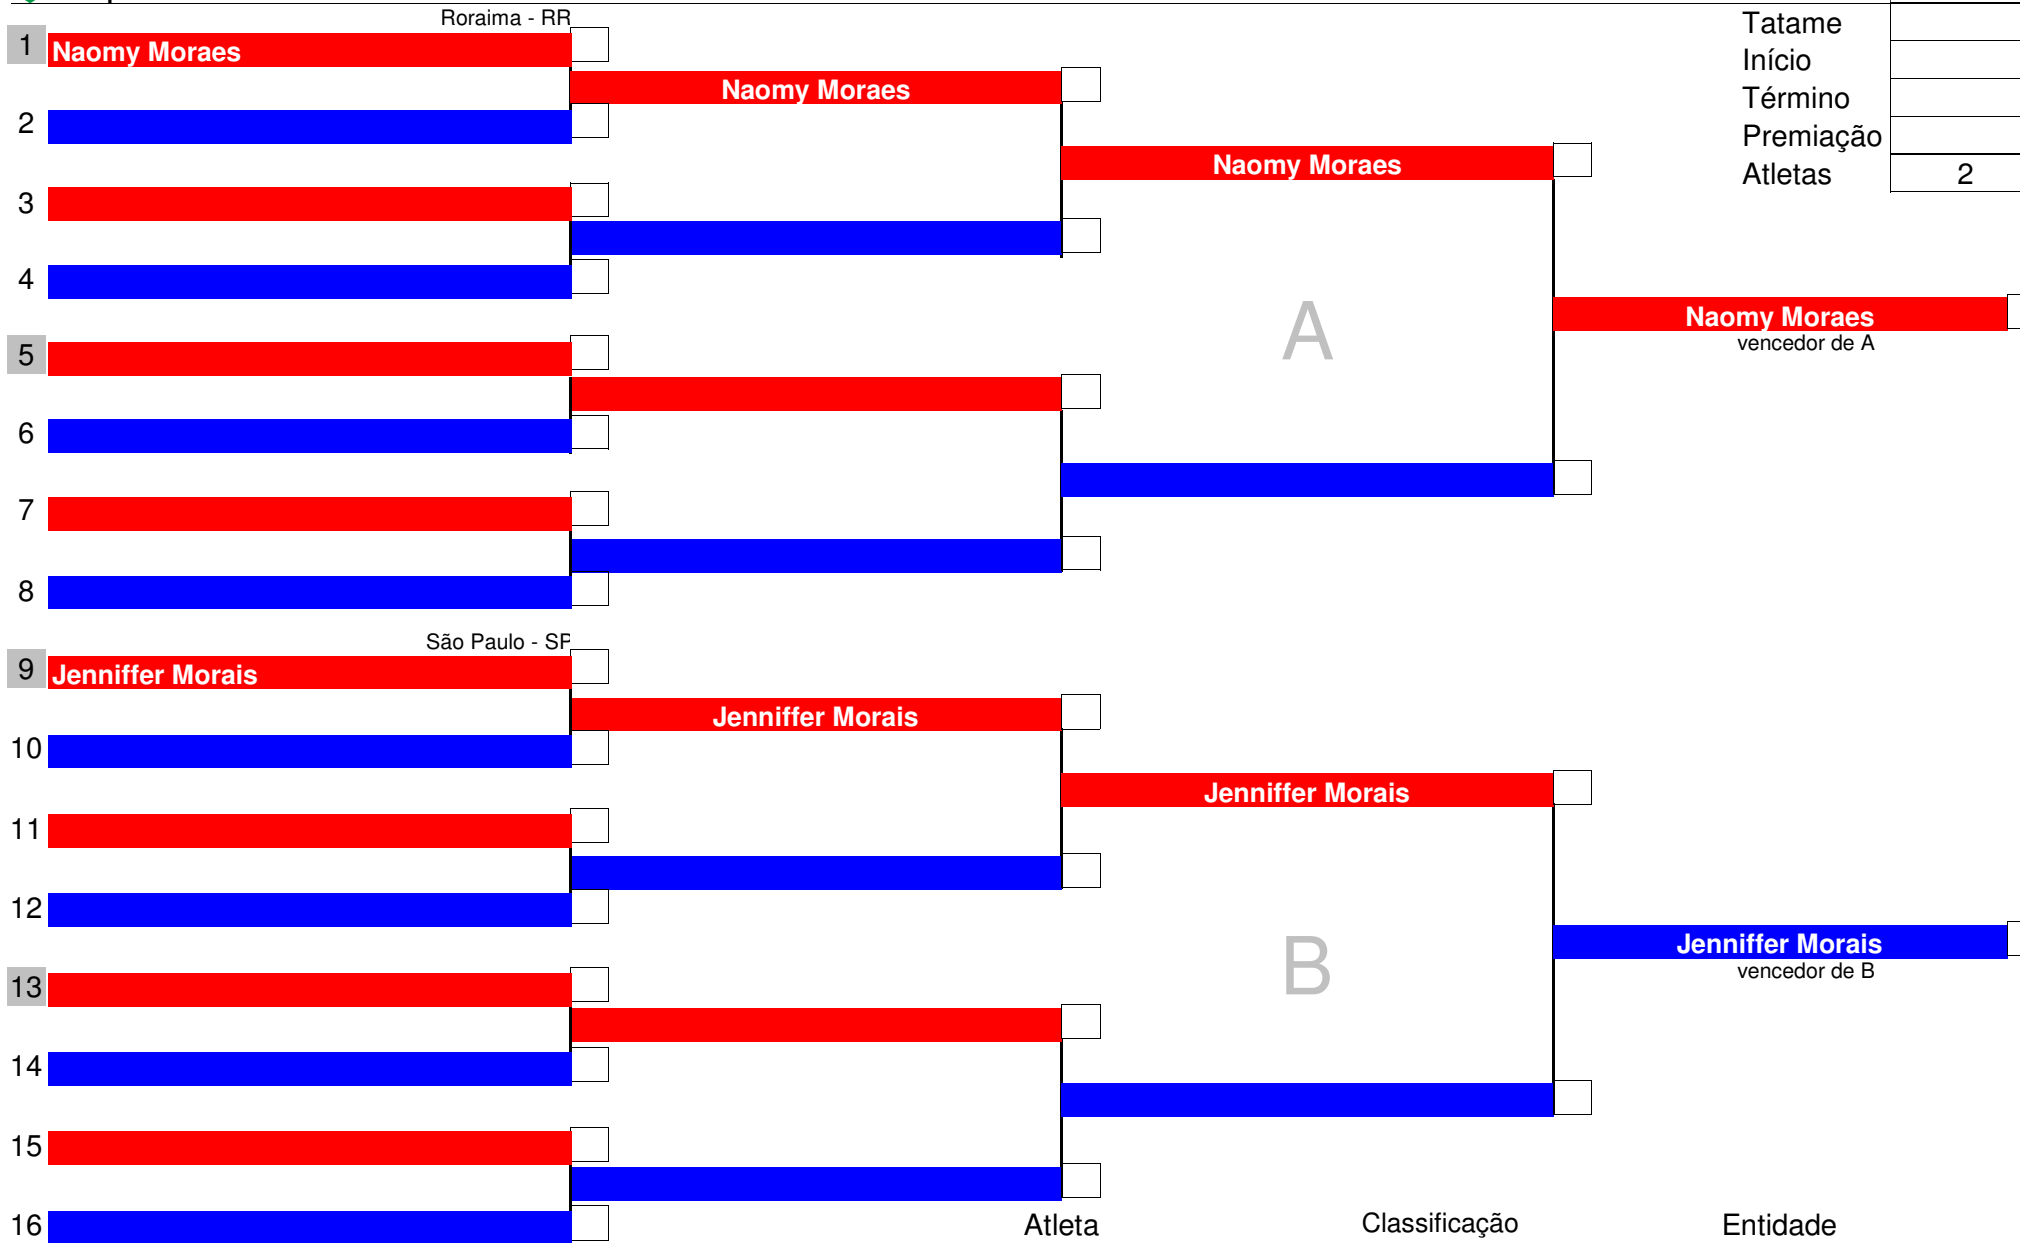 Roraima - RR
Tatame
1 Naomy Moraes
Início
Naomy Moraes
Término
2
Premiação
Naomy Moraes
Atletas 2
3
4
A
Naomy Moraes
vencedor de A
5
6
7
8
São Paulo - SP
9 Jenniffer Morais
Jenniffer Morais
10
Jenniffer Morais
11
12
B
Jenniffer Morais
vencedor de B
13
14
15
16
Atleta Classificação Entidade